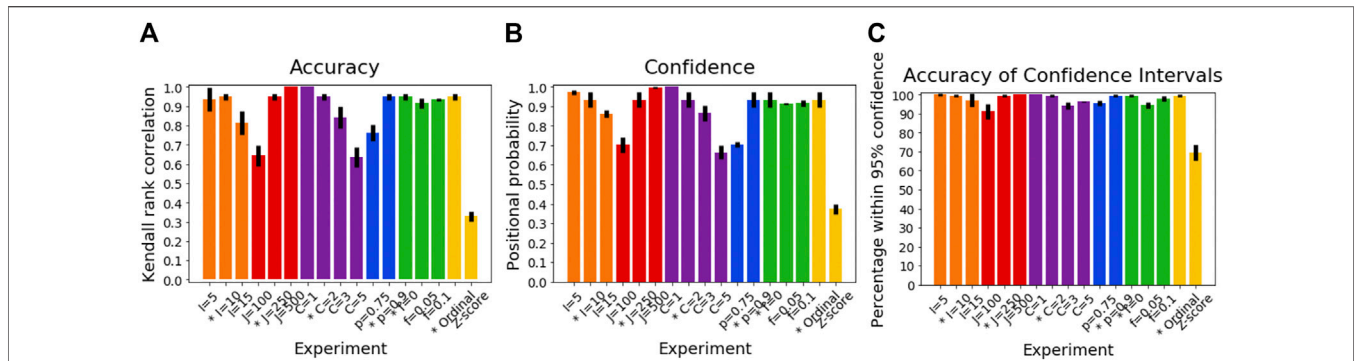 A
Accuracy
Kendall rank correlation
1.0
0.9
0.8
0.7
0.6
0.5
0.4
0.3
0.2
0.1
0.0
I=5
* I=10
I=15
J=100
* J=250
J=500
C=1
* C=2
C=3
C=5
p=0.75
* p=0.9
* f=0
f=0.05
f=0.1
* Ordinal
Z-score
Experiment
B
Confidence
Positional probability
1.0
0.9
0.8
0.7
0.6
0.5
0.4
0.3
0.2
0.1
0.0
I=5
* I=10
I=15
J=100
* J=250
J=500
C=1
* C=2
C=3
C=5
p=0.75
* p=0.9
* f=0
f=0.05
f=0.1
* Ordinal
Z-score
Experiment
C
Accuracy of Confidence Intervals
Percentage within 95% confidence
100
90
80
70
60
50
40
30
20
10
0
I=5
* I=10
I=15
J=100
* J=250
J=500
C=1
* C=2
C=3
C=5
p=0.75
* p=0.9
* f=0
f=0.05
f=0.1
* Ordinal
Z-score
Experiment